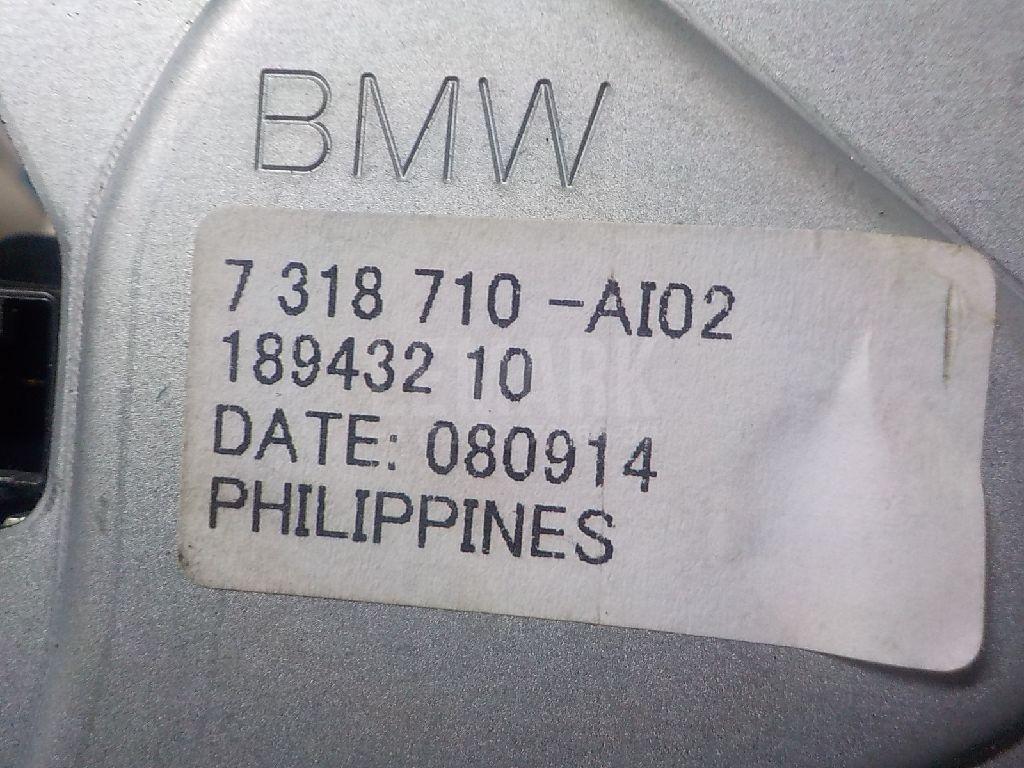 BMW
7 318 710 -AI02
189432 10
DATE: 080914
PHILIPPINES